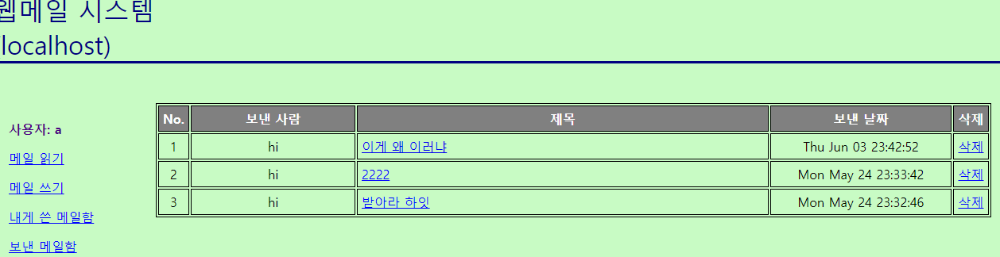 웹메일 시스템
(localhost)
사용자: a
메일 읽기
메일 쓰기
내게 쓴 메일함
보낸 메일함
No. 보낸 사람 제목 보낸 날짜 삭제
1 hi 이게 왜 이러냐 Thu Jun 03 23:42:52 삭제
2 hi 2222 Mon May 24 23:33:42 삭제
3 hi 받아라 하잇 Mon May 24 23:32:46 삭제